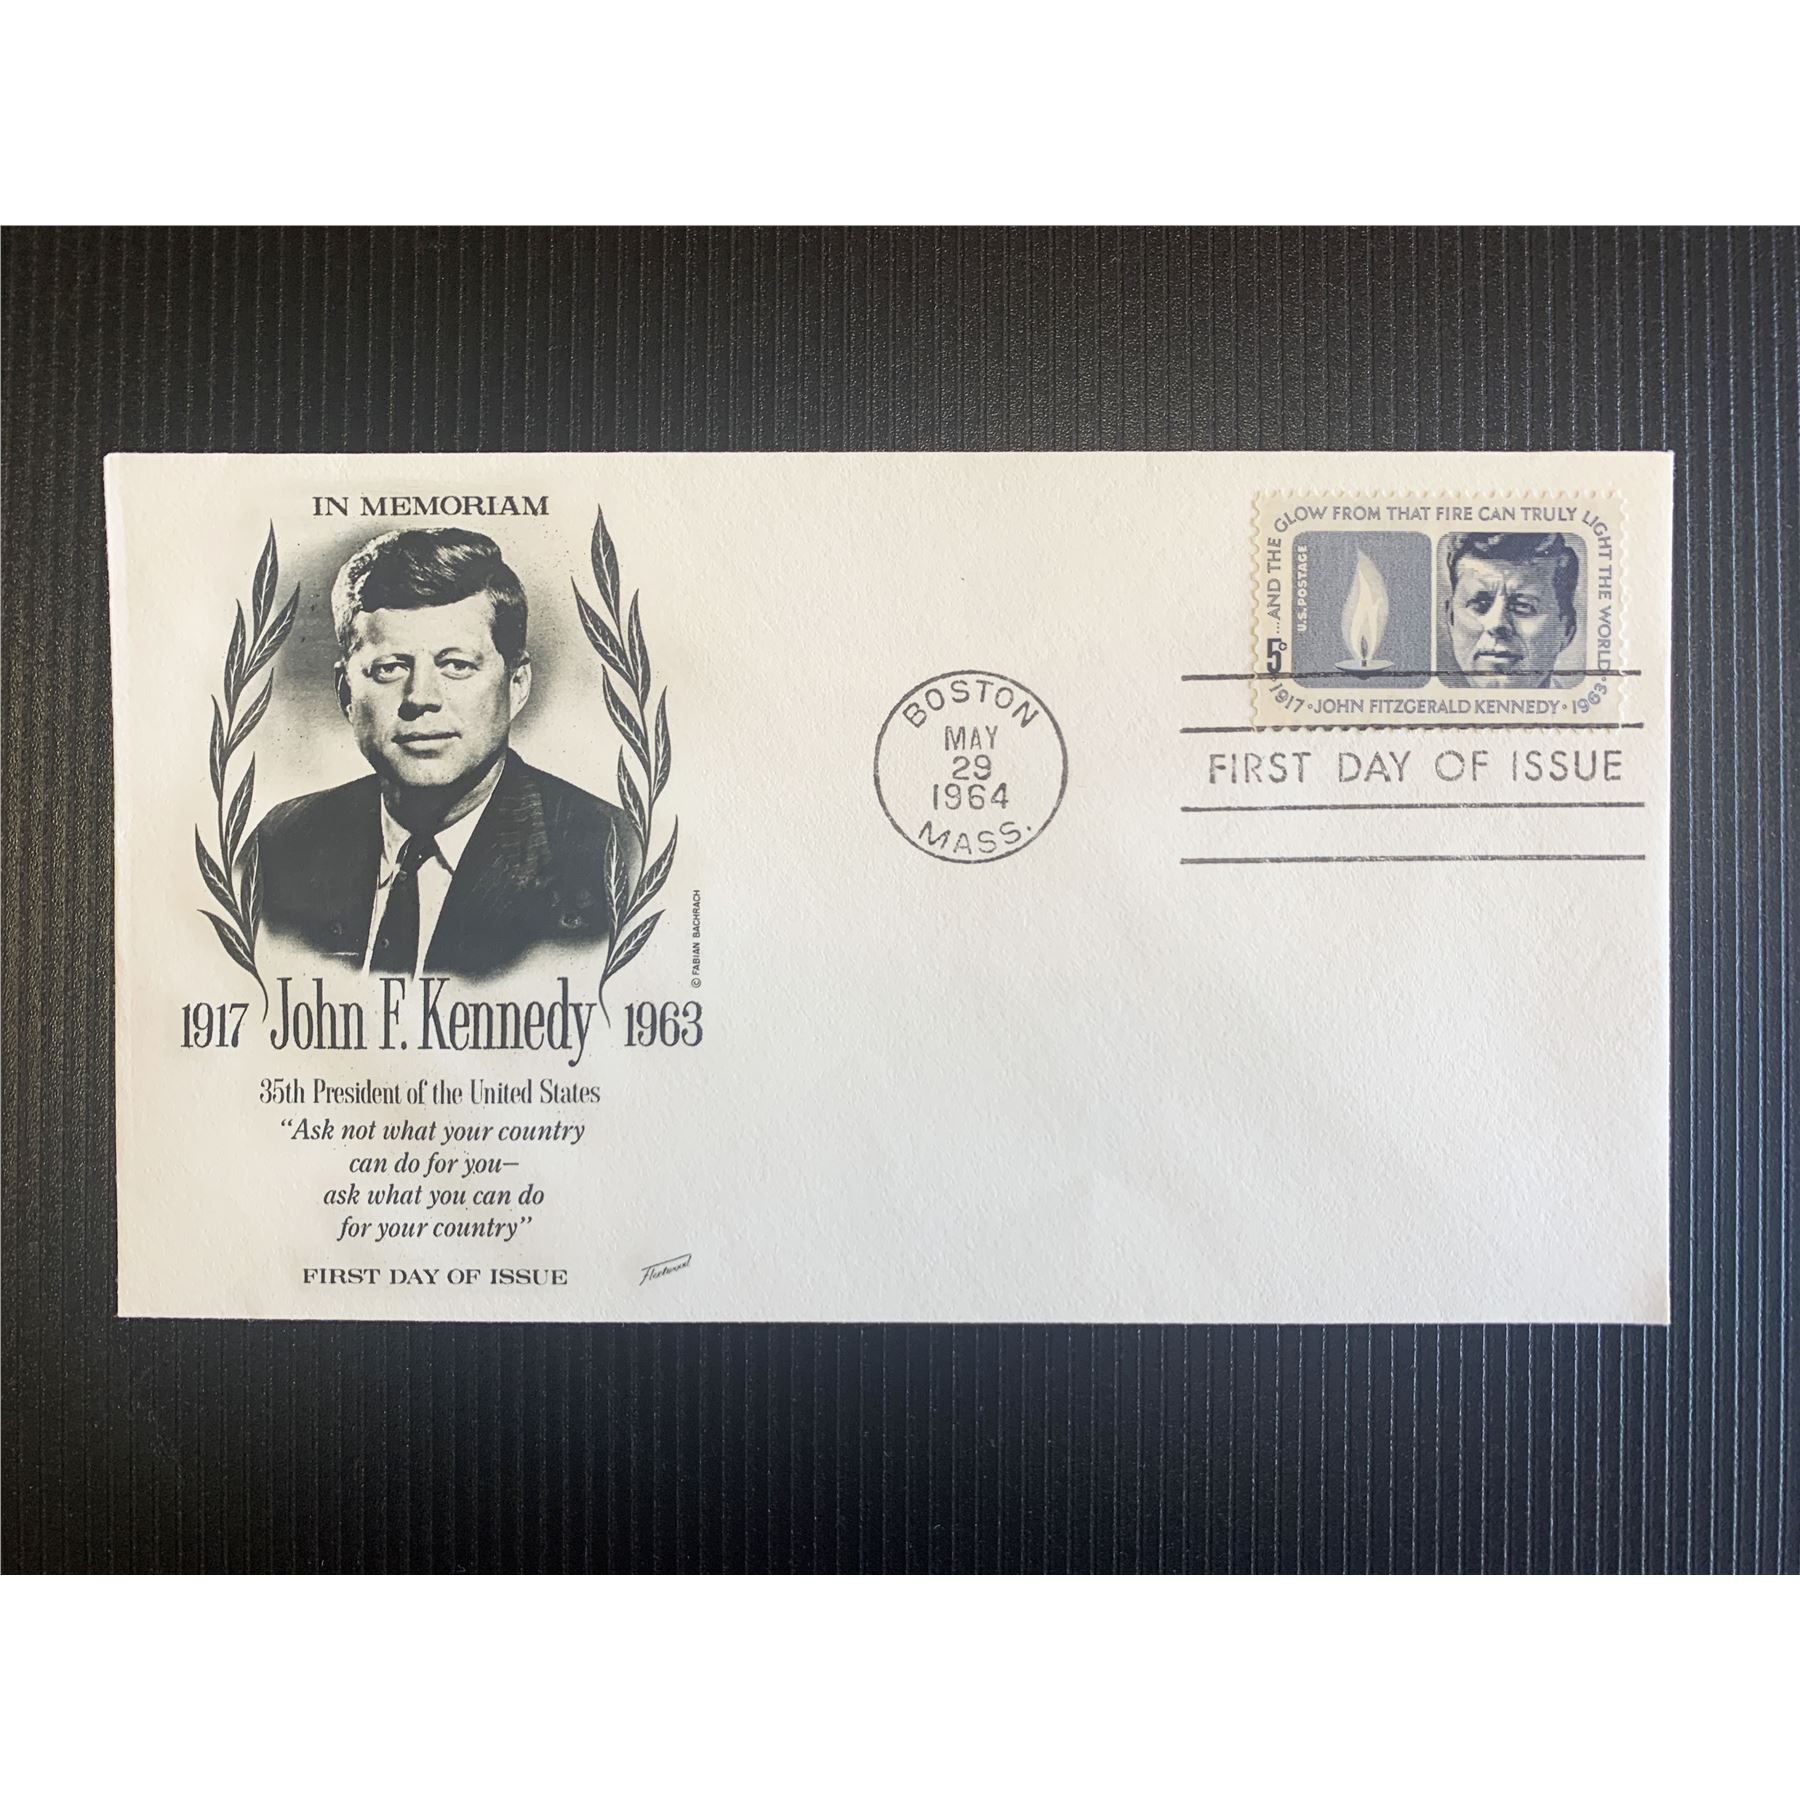 IN MEMORIAM
© FABIAN BACHRACH
1917 John F. Kennedy 1963
35th President of the United States
“Ask not what your country
can do for you—
ask what you can do
for your country”
FIRST DAY OF ISSUE
Fleetwood
BOSTON
MAY
29
1964
MASS.
...AND THE GLOW FROM THAT FIRE CAN TRULY LIGHT THE WORLD
U.S. POSTAGE
5c
1917 · JOHN FITZGERALD KENNEDY · 1963
FIRST DAY OF ISSUE